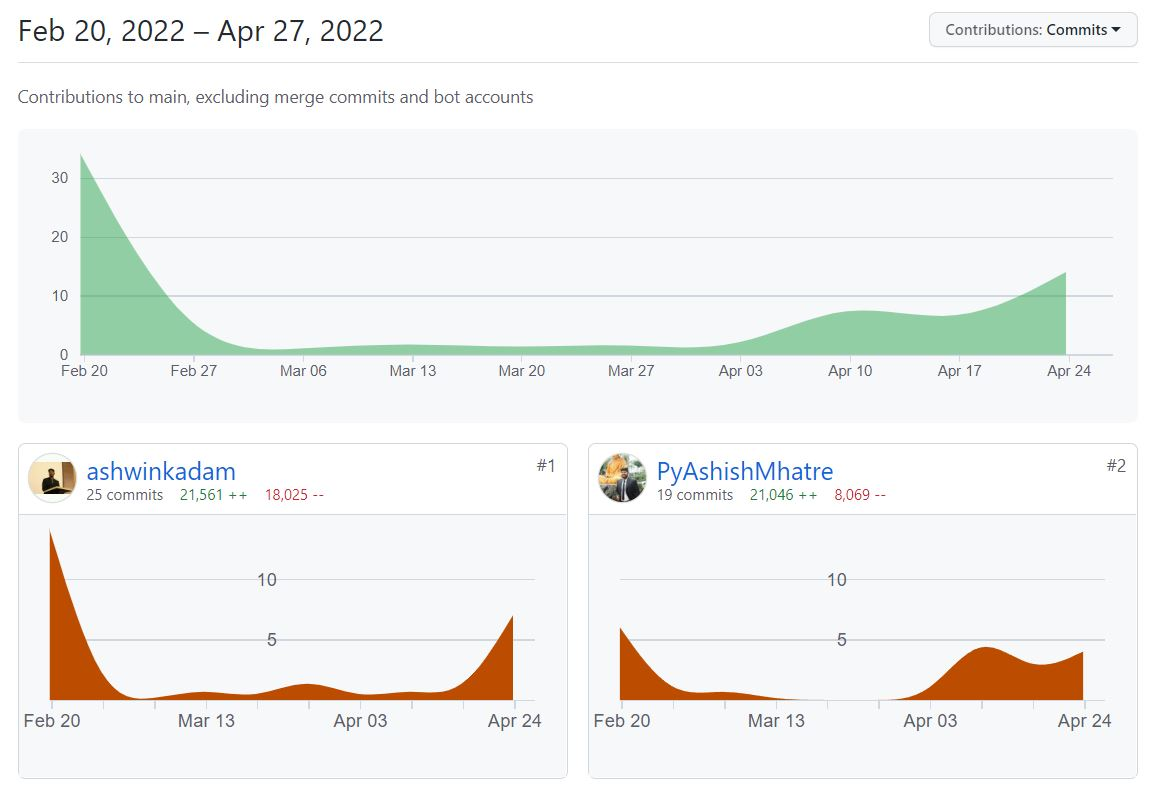 Feb 20, 2022 – Apr 27, 2022
Contributions: Commits
Contributions to main, excluding merge commits and bot accounts
30
20
10
0
Feb 20 Feb 27 Mar 06 Mar 13 Mar 20 Mar 27 Apr 03 Apr 10 Apr 17 Apr 24
ashwinkadam #1
25 commits 21,561 ++ 18,025 --
10
5
Feb 20 Mar 13 Apr 03 Apr 24
PyAshishMhatre #2
19 commits 21,046 ++ 8,069 --
10
5
Feb 20 Mar 13 Apr 03 Apr 24